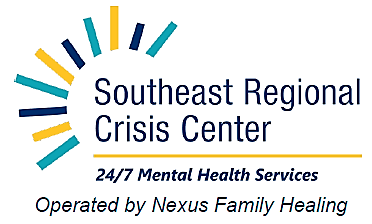 Southeast Regional
Crisis Center
24/7 Mental Health Services
Operated by Nexus Family Healing